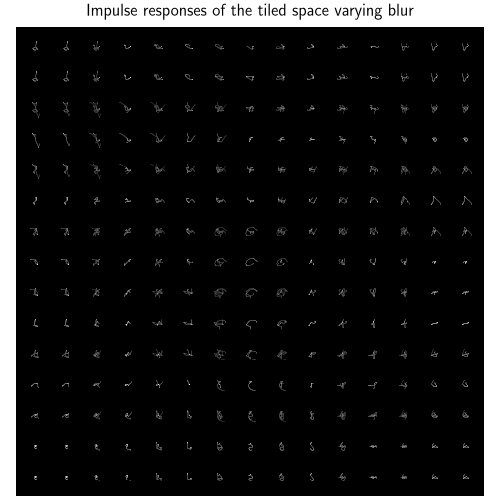 Impulse responses of the tiled space varying blur